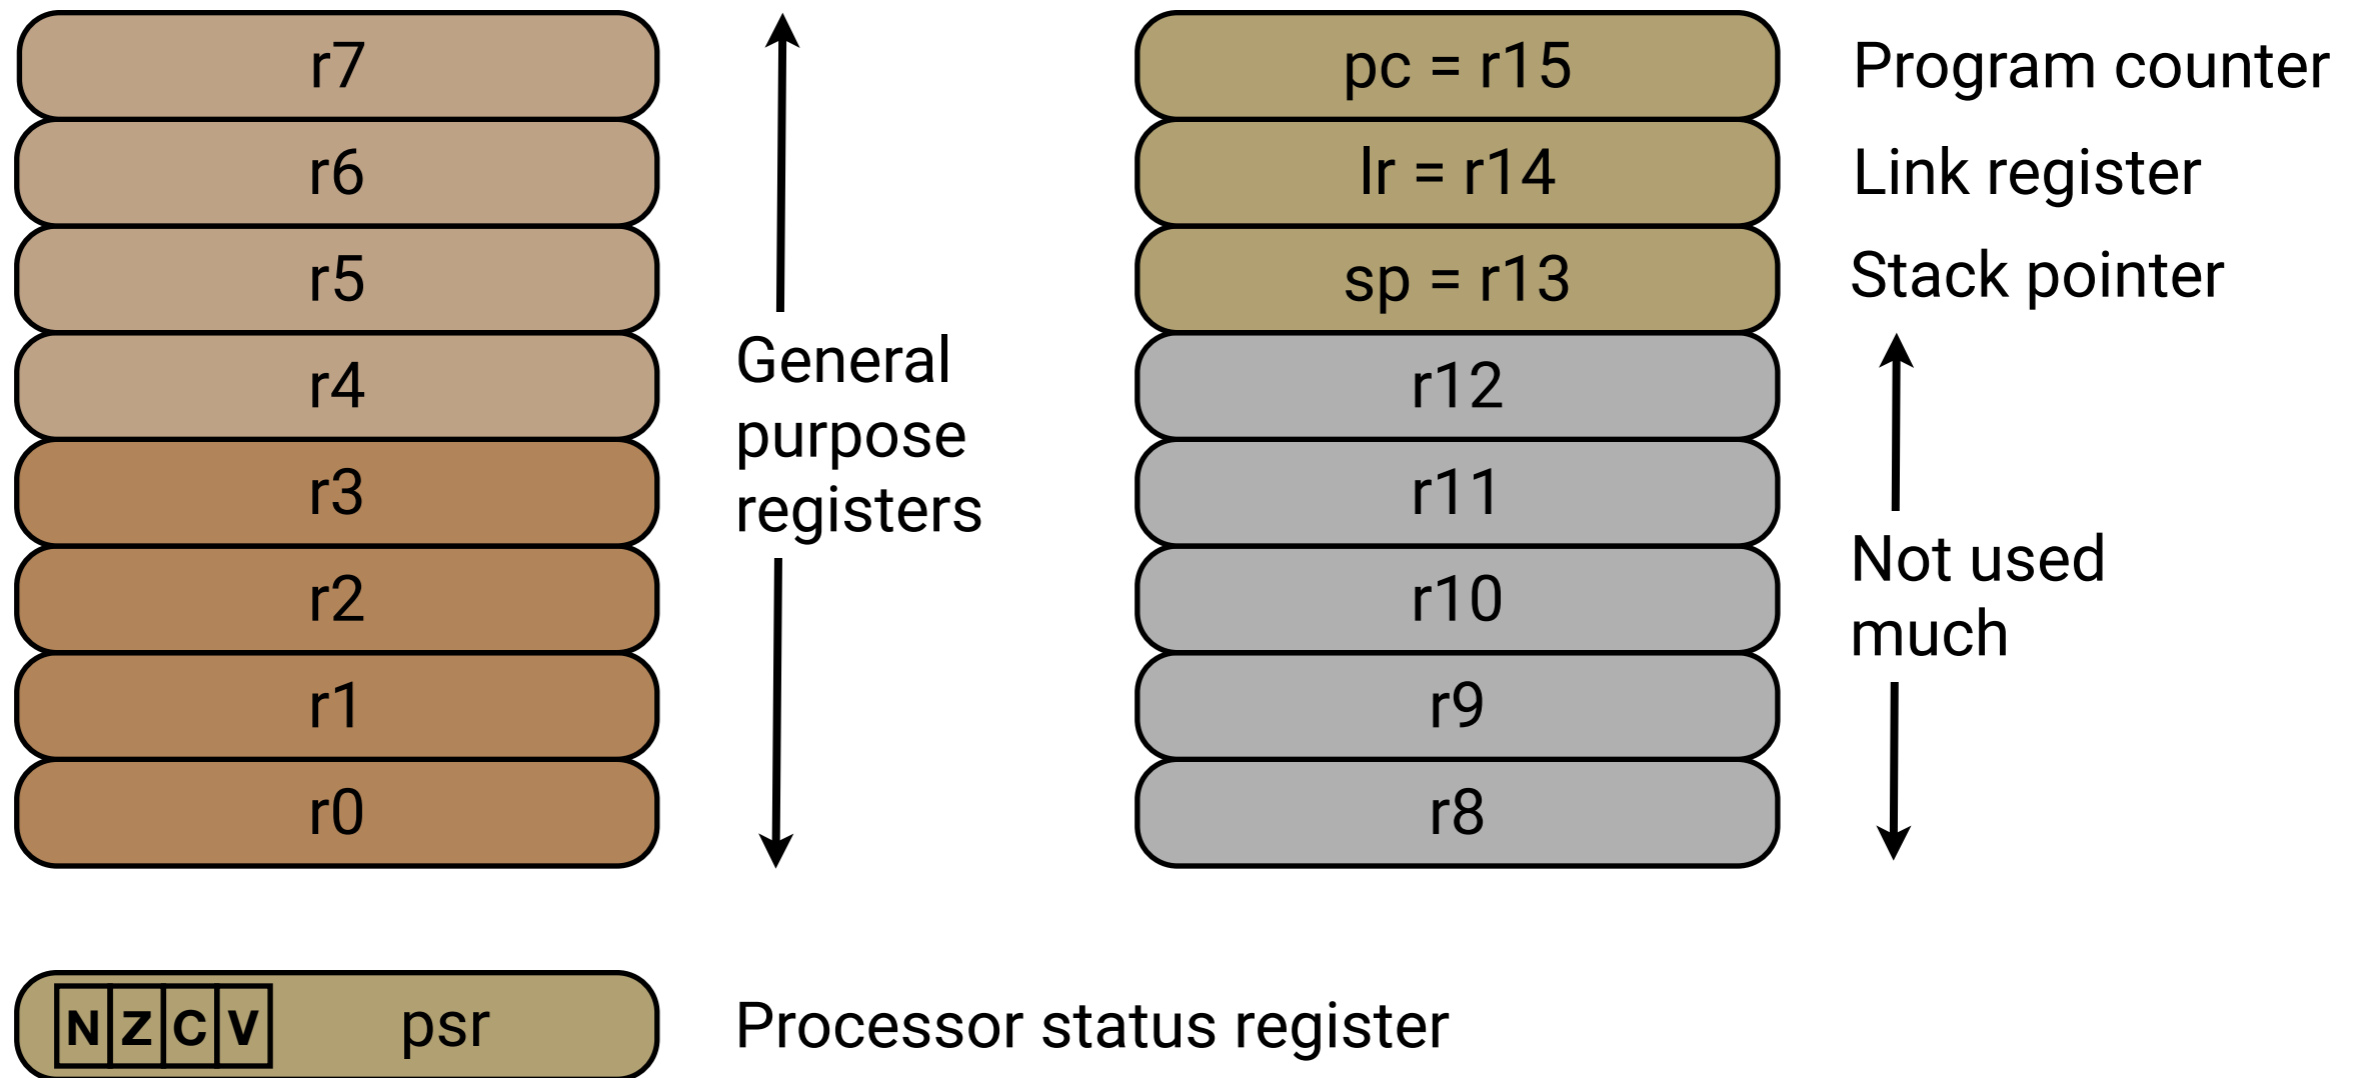 r7
r6
r5
r4
r3
r2
r1
r0
General
purpose
registers
pc = r15
lr = r14
sp = r13
r12
r11
r10
r9
r8
Program counter
Link register
Stack pointer
Not used
much
N Z C V psr
Processor status register